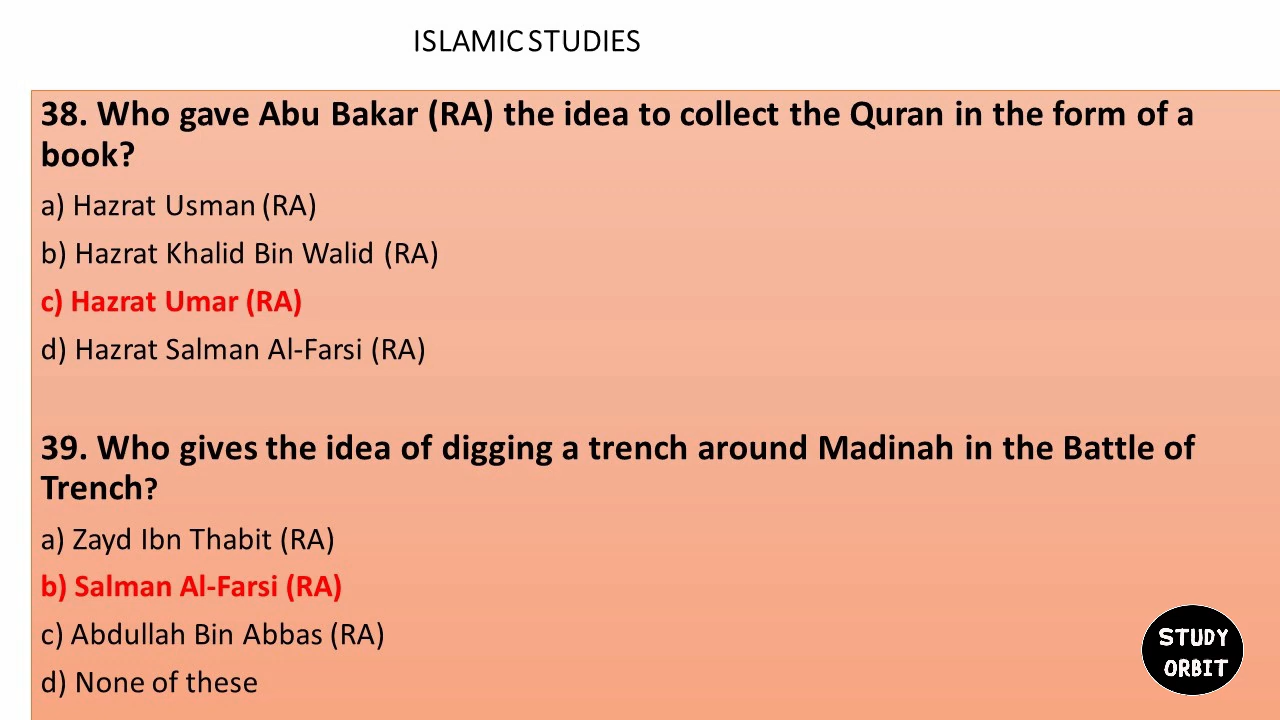 ISLAMIC STUDIES
38. Who gave Abu Bakar (RA) the idea to collect the Quran in the form of a
book?
a) Hazrat Usman (RA)
b) Hazrat Khalid Bin Walid (RA)
c) Hazrat Umar (RA)
d) Hazrat Salman Al-Farsi (RA)
39. Who gives the idea of digging a trench around Madinah in the Battle of
Trench?
a) Zayd Ibn Thabit (RA)
b) Salman Al-Farsi (RA)
c) Abdullah Bin Abbas (RA)
d) None of these
STUDY
ORBIT